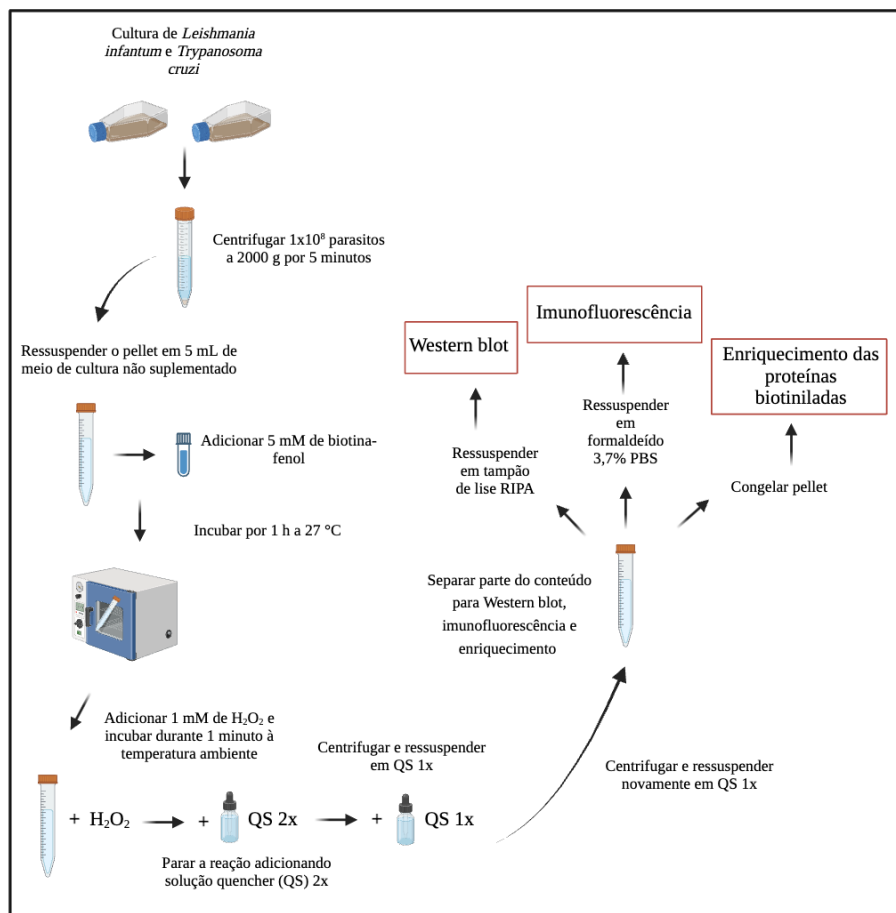 Cultura de Leishmania
infantum e Trypanosoma
cruzi
Centrifugar 1x10⁸ parasitos
a 2000 g por 5 minutos
Ressuspender o pellet em 5 mL de
meio de cultura não suplementado
Adicionar 5 mM de biotina-
fenol
Incubar por 1 h a 27 °C
Adicionar 1 mM de H₂O₂ e
incubar durante 1 minuto à
temperatura ambiente
+ H₂O₂
+ QS 2x
Parar a reação adicionando
solução quencher (QS) 2x
Centrifugar e ressuspender
em QS 1x
+ QS 1x
Centrifugar e ressuspender
novamente em QS 1x
Separar parte do conteúdo
para Western blot,
imunofluorescência e
enriquecimento
Ressuspender
em tampão
de lise RIPA
Western blot
Ressuspender
em
formaldeído
3,7% PBS
Imunofluorescência
Congelar pellet
Enriquecimento das
proteínas
biotiniladas